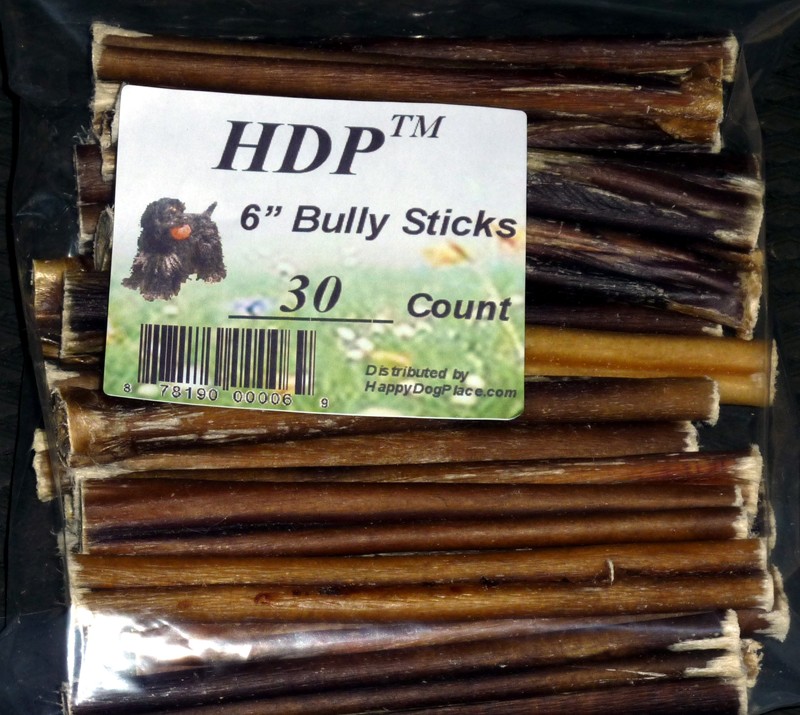 HDP™
6” Bully Sticks
30 Count
Distributed by
HappyDogPlace.com
8 78190 00006 9